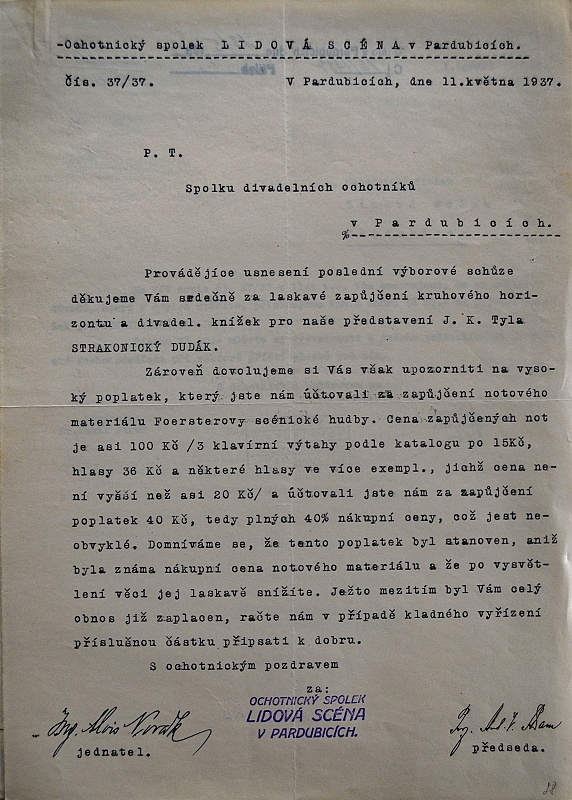 -Ochotnický spolek L I D O V Á  S C É N A v Pardubicích.
Čís. 37/37. V Pardubicích, dne 11.května 1937.
P. T.
Spolku divadelních ochotníků
v P a r d u b i c í c h.
%
Provádějíce usnesení poslední výborové schůze
děkujeme Vám srdečně za laskavé zapůjčení kruhového hori-
zontu a divadel. knížek pro naše představení J. K. Tyla
STRAKONICKÝ DUDÁK.
Zároveň dovolujeme si Vás však upozorniti na vyso-
ký poplatek, který jste nám účtovali za zapůjčení notového
materiálu Foersterovy scénické hudby. Cena zapůjčených not
je asi 100 Kč /3 klavírní výtahy podle katalogu po 15Kč,
hlasy 36 Kč a některé hlasy ve více exempl., jichž cena ne-
ní vyšší než asi 20 Kč/ a účtovali jste nám za zapůjčení
poplatek 40 Kč, tedy plných 40% nákupní ceny, což jest ne-
obvyklé. Domníváme se, že tento poplatek byl stanoven, aniž
byla známa nákupní cena notového materiálu a že po vysvět-
lení věci jej laskavě snížíte. Ježto mezitím byl Vám celý
obnos již zaplacen, račte nám v případě kladného vyřízení
příslušnou částku připsati k dobru.
S ochotnickým pozdravem
za:
OCHOTNICKÝ SPOLEK
LIDOVÁ SCÉNA
V PARDUBICÍCH.
Ing. Alois Novák
jednatel.
předseda.